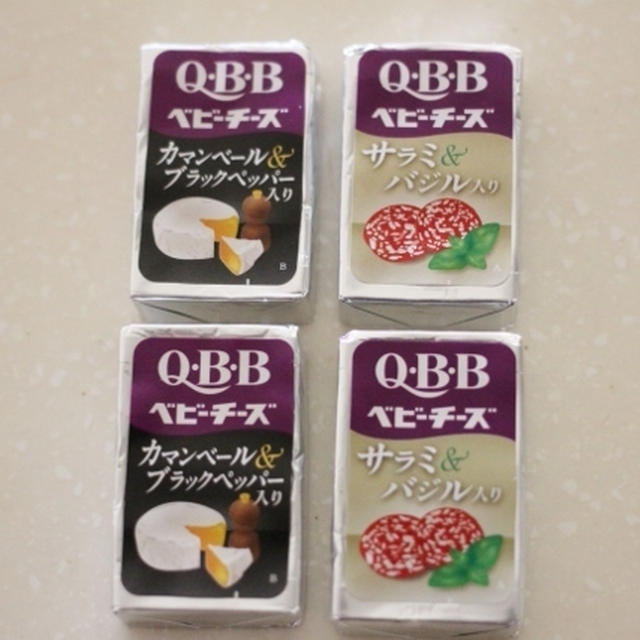 Q·B·B
ベビーチーズ
カマンベール&
ブラックペッパー
入り
B
Q·B·B
ベビーチーズ
サラミ&
バジル入り
A
Q·B·B
ベビーチーズ
カマンベール&
ブラックペッパー
入り
B
Q·B·B
ベビーチーズ
サラミ&
バジル入り